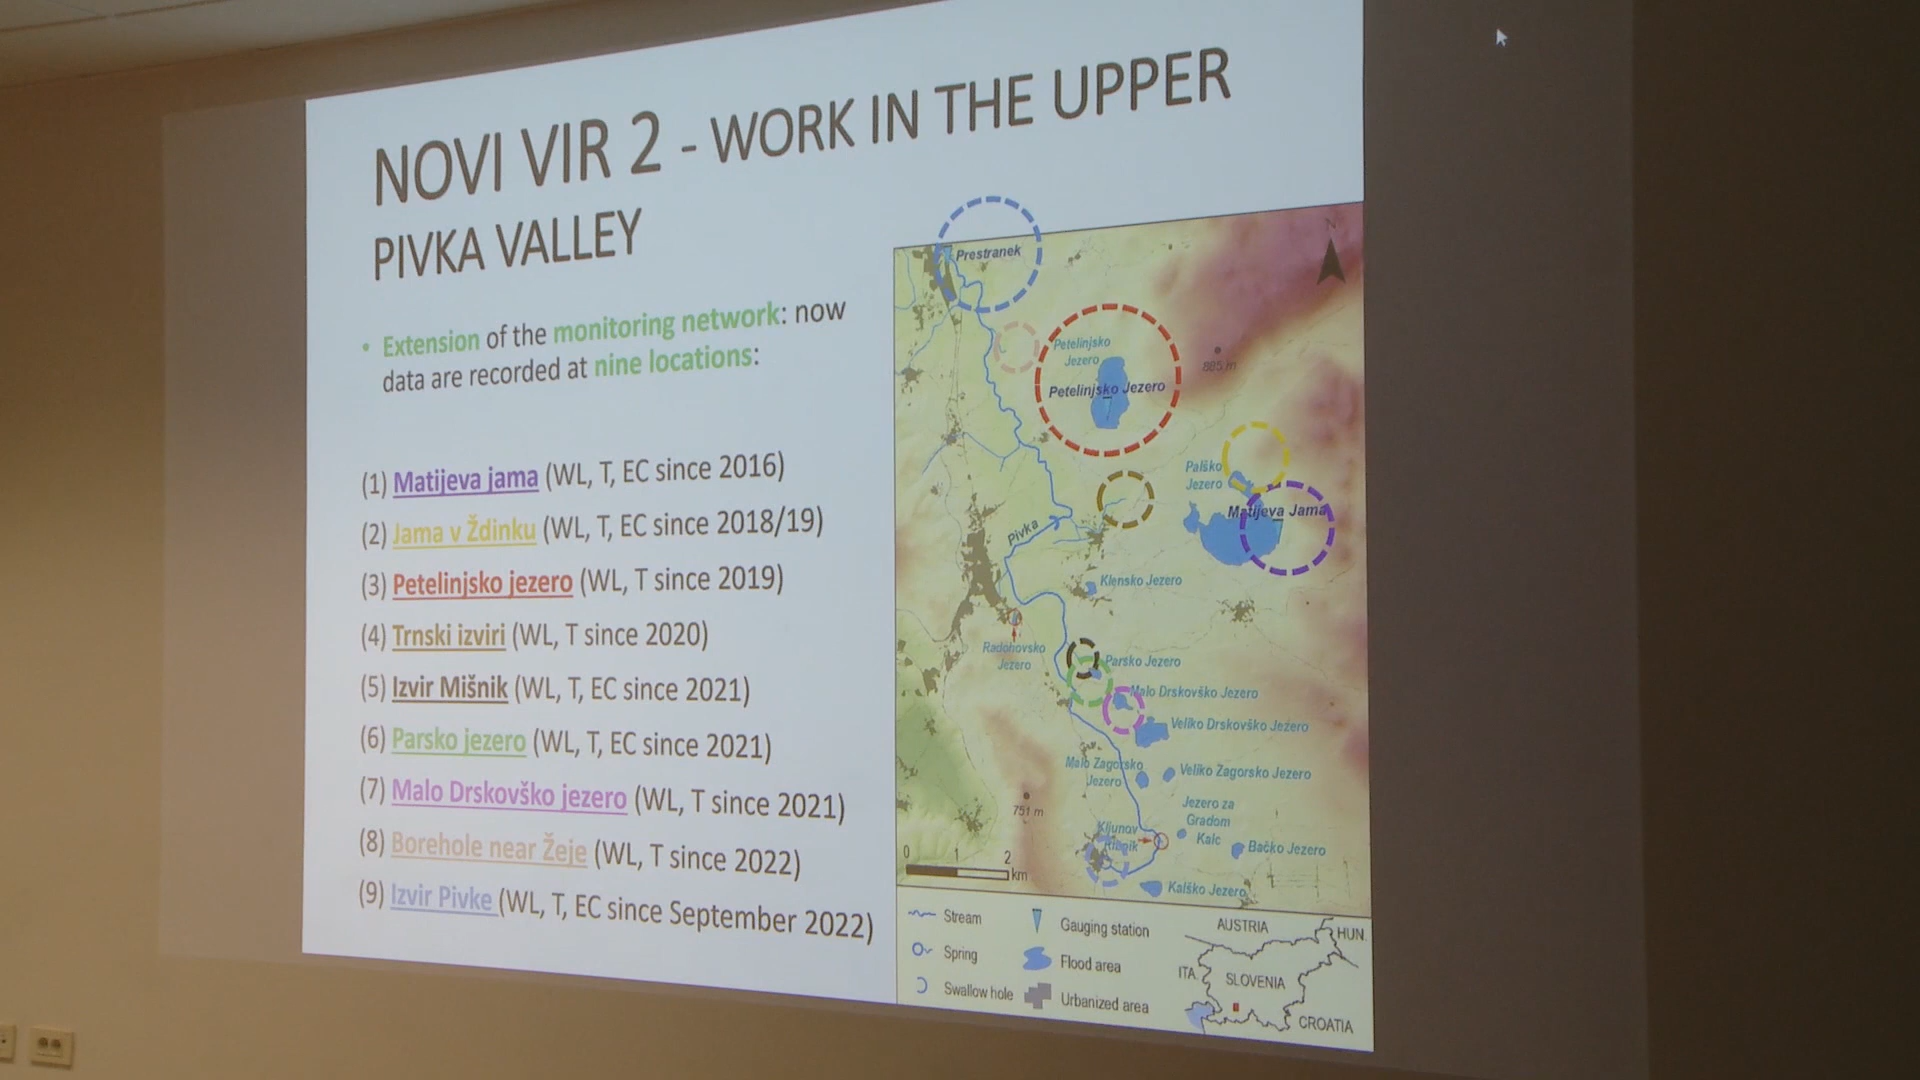 NOVI VIR 2 - WORK IN THE UPPER
PIVKA VALLEY
• Extension of the monitoring network: now
data are recorded at nine locations:
(1) Matijeva jama (WL, T, EC since 2016)
(2) Jama v Ždinku (WL, T, EC since 2018/19)
(3) Petelinjsko jezero (WL, T since 2019)
(4) Trnski izviri (WL, T since 2020)
(5) Izvir Mišnik (WL, T, EC since 2021)
(6) Parsko jezero (WL, T, EC since 2021)
(7) Malo Drskovško jezero (WL, T since 2021)
(8) Borehole near Žeje (WL, T since 2022)
(9) Izvir Pivke (WL, T, EC since September 2022)
N
Prestranek
Petelinjsko
Jezero
885 m
Petelinjsko Jezero
Palško
Jezero
Matijeva Jama
Pivka
Klensko Jezero
Radohovsko
Jezero
Parsko Jezero
Malo Drskovško Jezero
Veliko Drskovško Jezero
Malo Zagorsko
Jezero
Veliko Zagorsko Jezero
751 m
Jezero za
Gradom
Kalc
Kljunov
Ribnik
Bačko Jezero
Kalško Jezero
0 1 2
km
Stream
Spring
Swallow hole
Gauging station
Flood area
Urbanized area
AUSTRIA
HUN.
ITA.
SLOVENIA
CROATIA